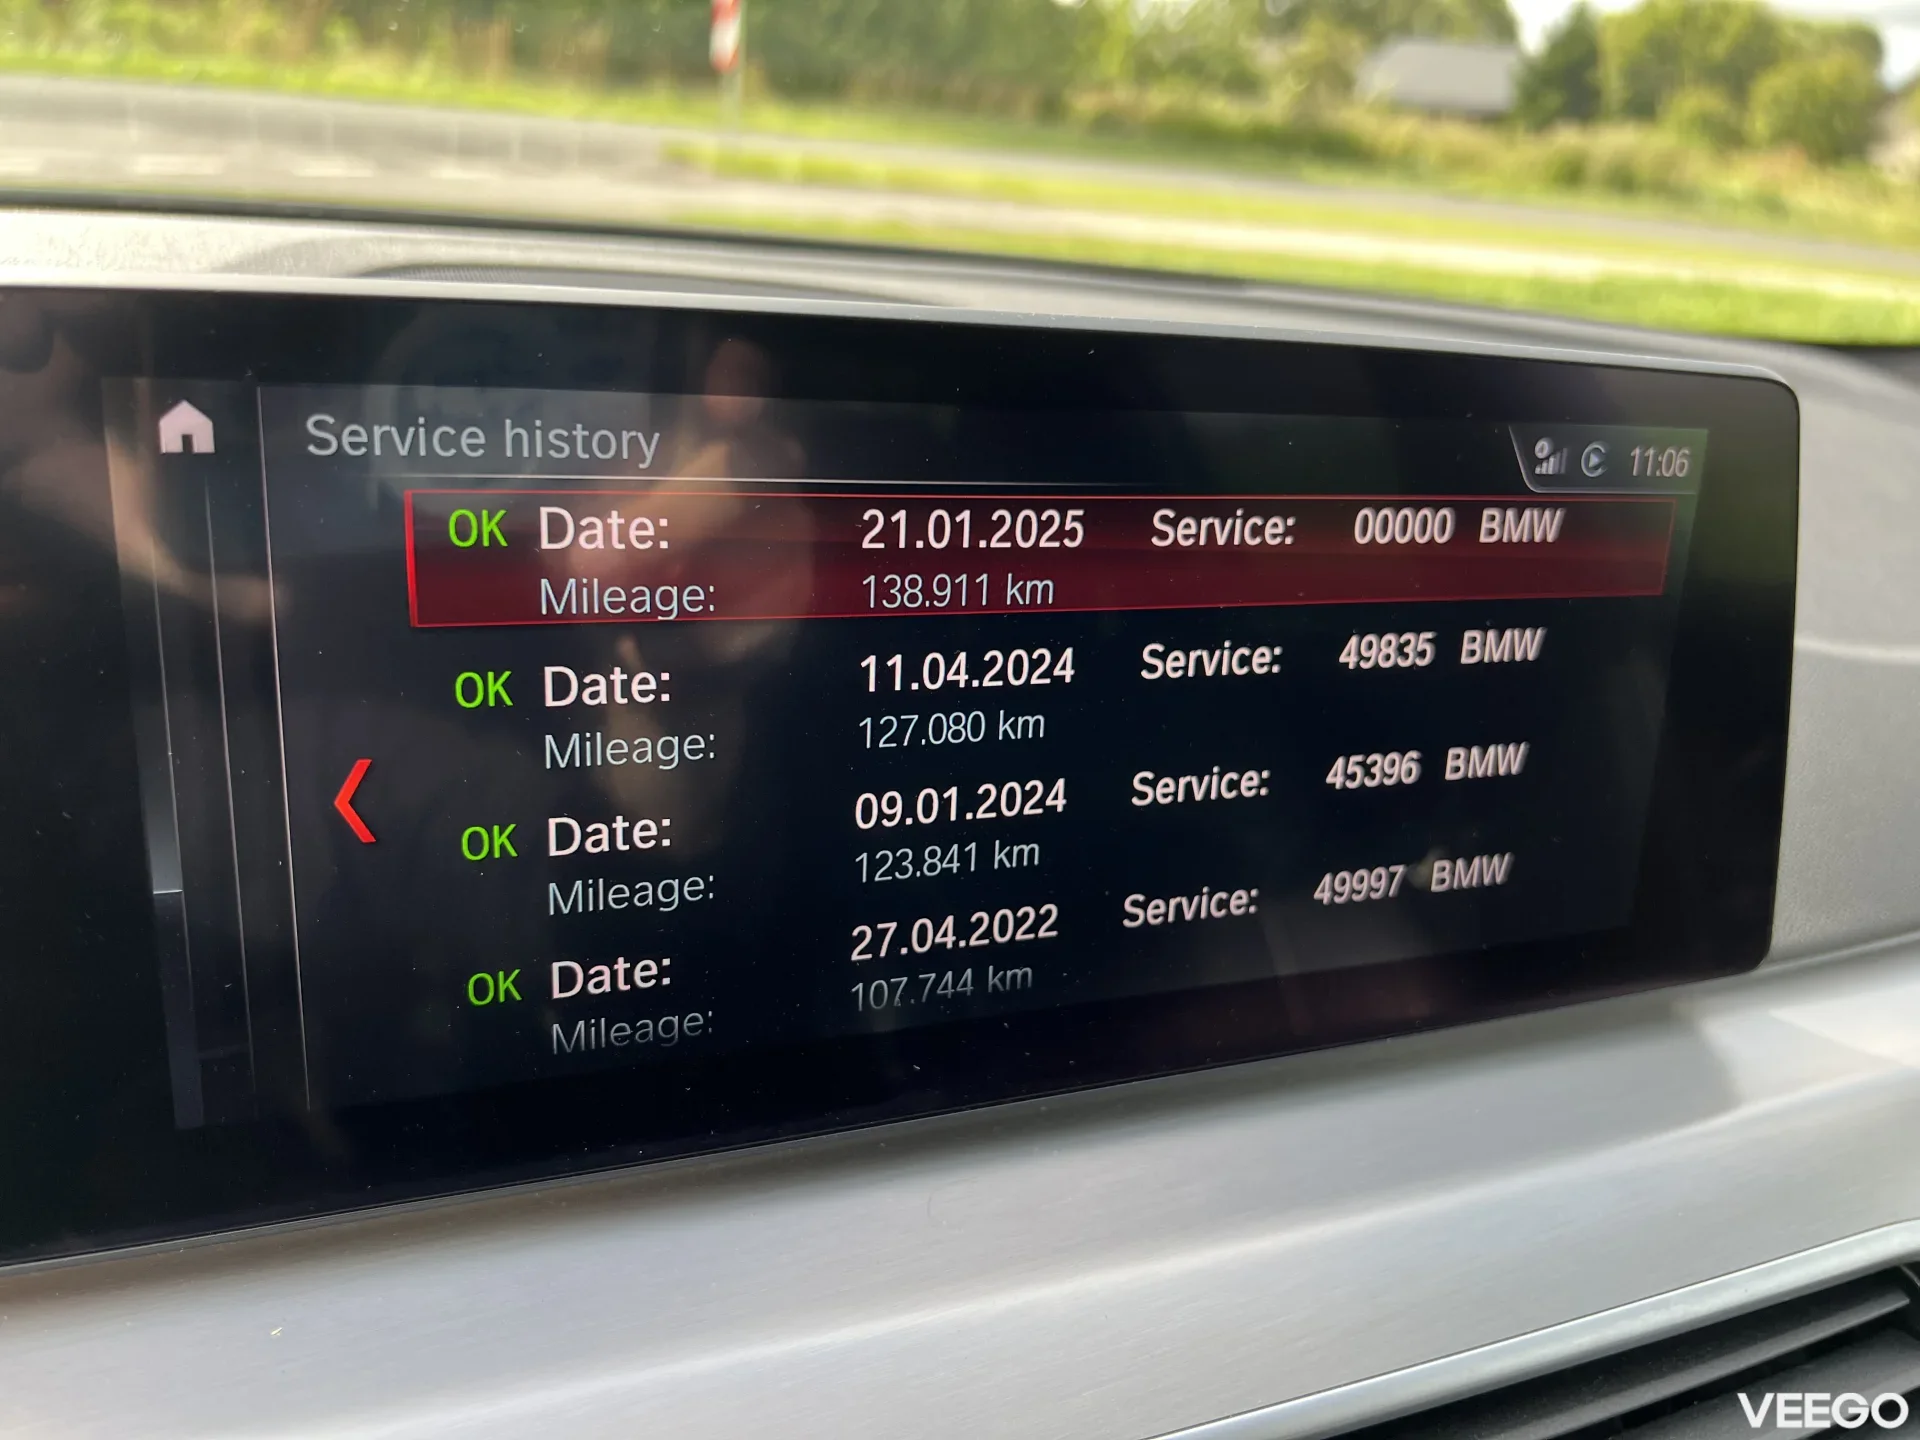 Service history
11:06
OK Date: 21.01.2025 Service: 00000 BMW
Mileage: 138.911 km
OK Date: 11.04.2024 Service: 49835 BMW
Mileage: 127.080 km
OK Date: 09.01.2024 Service: 45396 BMW
Mileage: 123.841 km
OK Date: 27.04.2022 Service: 49997 BMW
Mileage: 107.744 km
VEEGO